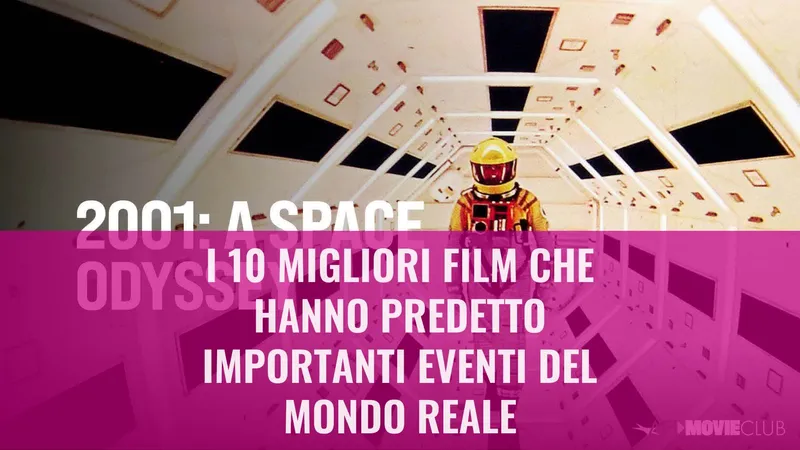 2001: A SPACE
ODYSSEY
I 10 MIGLIORI FILM CHE
HANNO PREDETTO
IMPORTANTI EVENTI DEL
MONDO REALE
MOVIECLUB